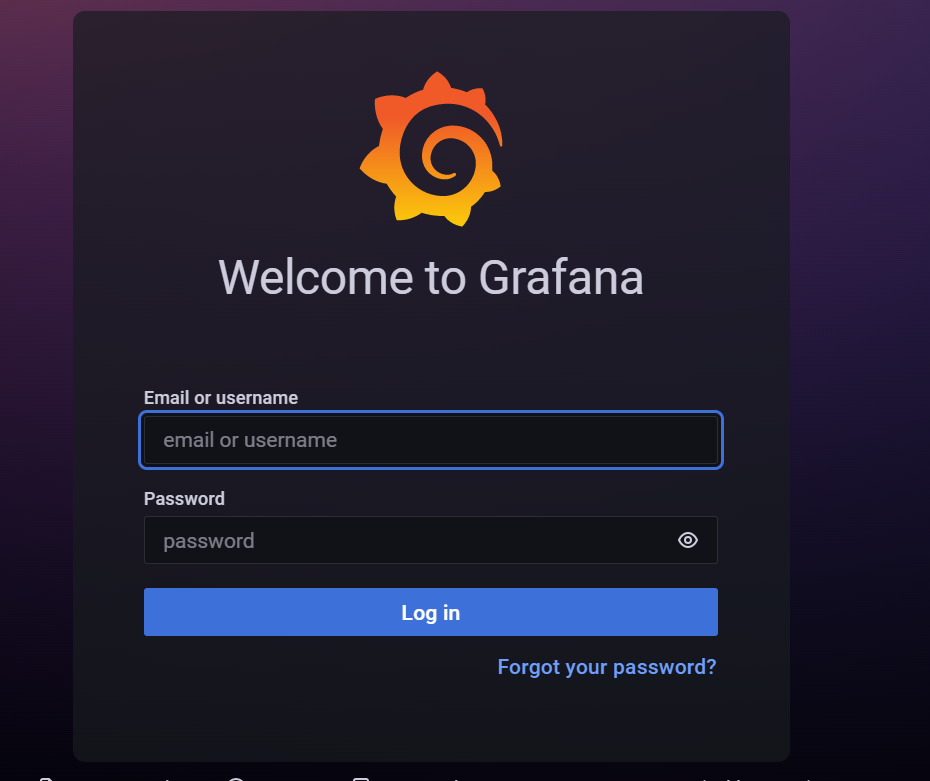 Welcome to Grafana
Email or username
email or username
Password
password
Log in
Forgot your password?